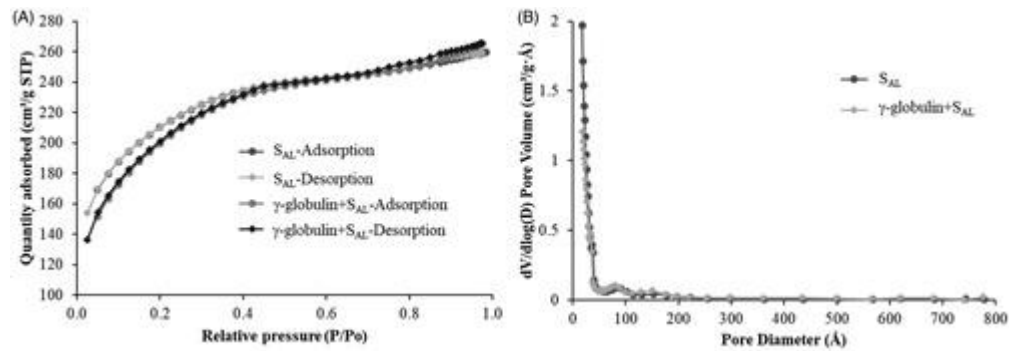 (A)
280
260
240
220
200
180
160
140
120
100
Quantity adsorbed (cm³/g STP)
0.0 0.2 0.4 0.6 0.8 1.0
Relative pressure (P/Po)
S_AL-Adsorption
S_AL-Desorption
γ-globulin+S_AL-Adsorption
γ-globulin+S_AL-Desorption
(B)
2
1.5
1
0.5
0
dV/dlog(D) Pore Volume (cm³/g·Å)
0 100 200 300 400 500 600 700 800
Pore Diameter (Å)
S_AL
γ-globulin+S_AL